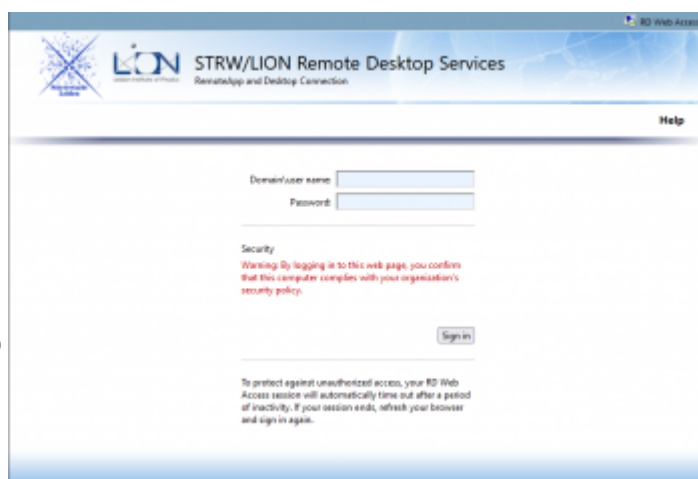 RD Web Access
LION
STRW/LION Remote Desktop Services
RemoteApp and Desktop Connection
Help
Domain\user name:
Password:
Security
Warning: By logging in to this web page, you confirm
that this computer complies with your organization's
security policy.
Sign in
To protect against unauthorized access, your RD Web
Access session will automatically time out after a period
of inactivity. If your session ends, refresh your browser
and sign in again.